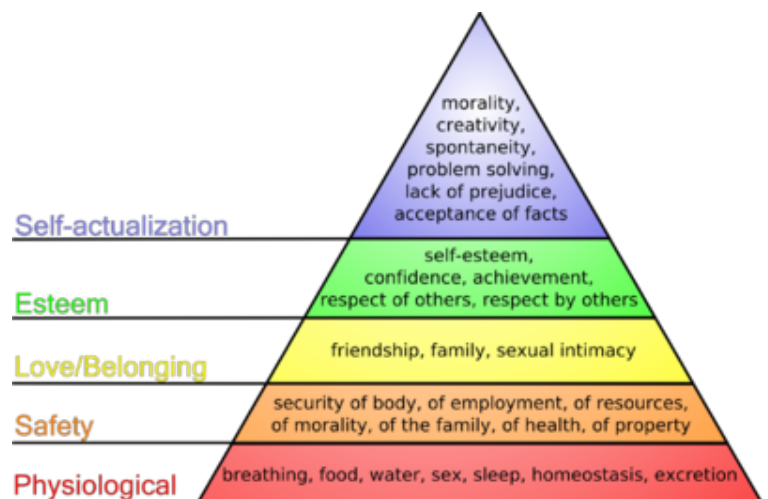 morality,
creativity,
spontaneity,
problem solving,
lack of prejudice,
acceptance of facts
Self-actualization
self-esteem,
confidence, achievement,
respect of others, respect by others
Esteem
friendship, family, sexual intimacy
Love/Belonging
security of body, of employment, of resources,
of morality, of the family, of health, of property
Safety
breathing, food, water, sex, sleep, homeostasis, excretion
Physiological